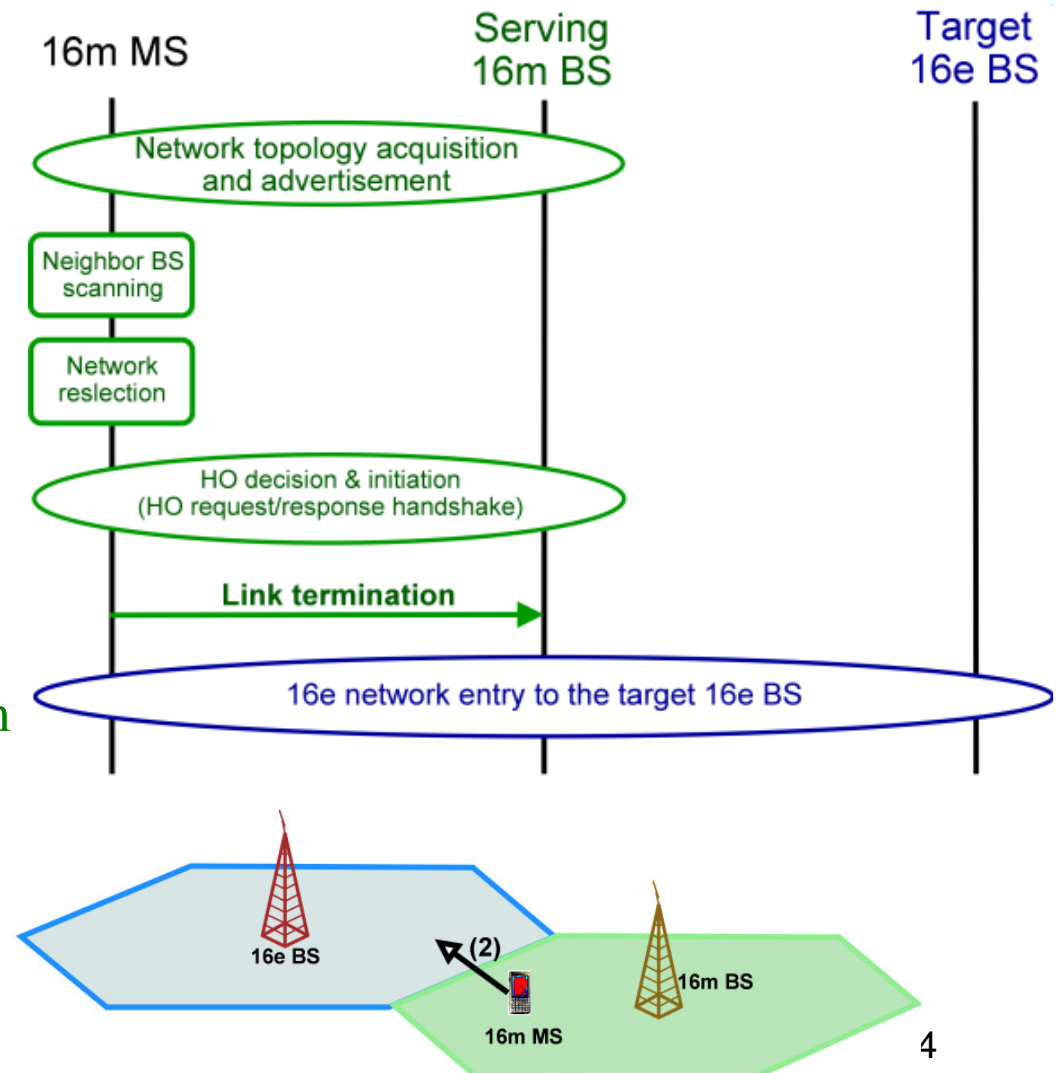 16m MS
Serving
16m BS
Target
16e BS
Network topology acquisition
and advertisement
Neighbor BS
scanning
Network
reslection
HO decision & initiation
(HO request/response handshake)
Link termination
16e network entry to the target 16e BS
n
16e BS
(2)
16m BS
16m MS
4